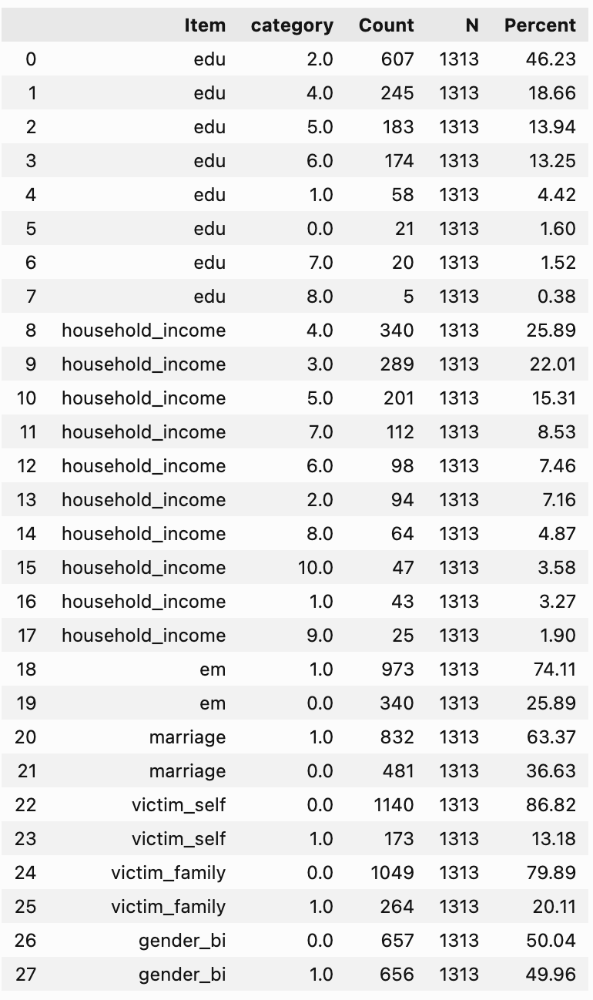 Item category Count N Percent
0 edu 2.0 607 1313 46.23
1 edu 4.0 245 1313 18.66
2 edu 5.0 183 1313 13.94
3 edu 6.0 174 1313 13.25
4 edu 1.0 58 1313 4.42
5 edu 0.0 21 1313 1.60
6 edu 7.0 20 1313 1.52
7 edu 8.0 5 1313 0.38
8 household_income 4.0 340 1313 25.89
9 household_income 3.0 289 1313 22.01
10 household_income 5.0 201 1313 15.31
11 household_income 7.0 112 1313 8.53
12 household_income 6.0 98 1313 7.46
13 household_income 2.0 94 1313 7.16
14 household_income 8.0 64 1313 4.87
15 household_income 10.0 47 1313 3.58
16 household_income 1.0 43 1313 3.27
17 household_income 9.0 25 1313 1.90
18 em 1.0 973 1313 74.11
19 em 0.0 340 1313 25.89
20 marriage 1.0 832 1313 63.37
21 marriage 0.0 481 1313 36.63
22 victim_self 0.0 1140 1313 86.82
23 victim_self 1.0 173 1313 13.18
24 victim_family 0.0 1049 1313 79.89
25 victim_family 1.0 264 1313 20.11
26 gender_bi 0.0 657 1313 50.04
27 gender_bi 1.0 656 1313 49.96